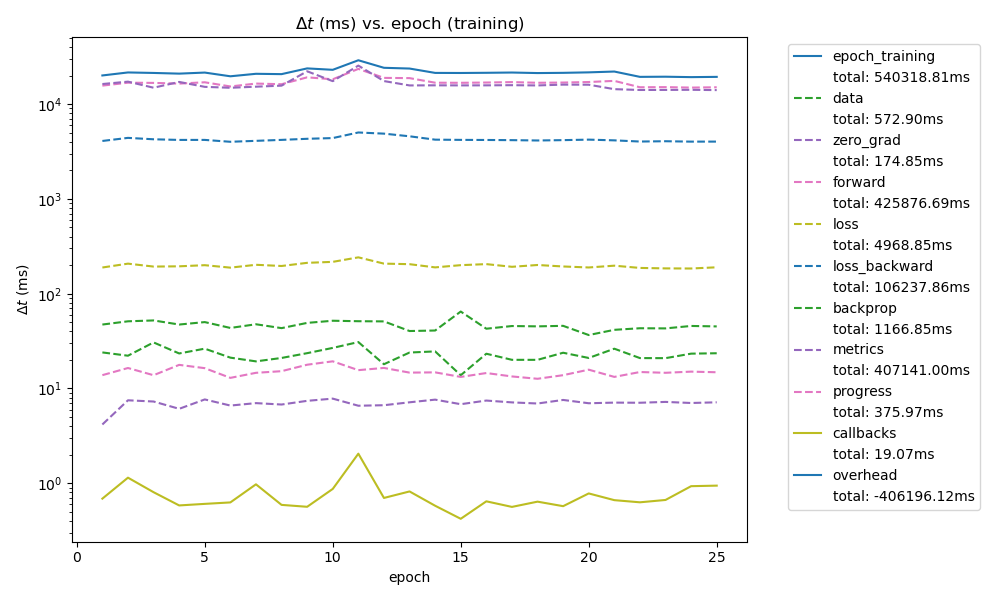 Δt (ms) vs. epoch (training)
Δt (ms)
10⁴
10³
10²
10¹
10⁰
0 5 10 15 20 25
epoch
epoch_training
total: 540318.81ms
data
total: 572.90ms
zero_grad
total: 174.85ms
forward
total: 425876.69ms
loss
total: 4968.85ms
loss_backward
total: 106237.86ms
backprop
total: 1166.85ms
metrics
total: 407141.00ms
progress
total: 375.97ms
callbacks
total: 19.07ms
overhead
total: -406196.12ms